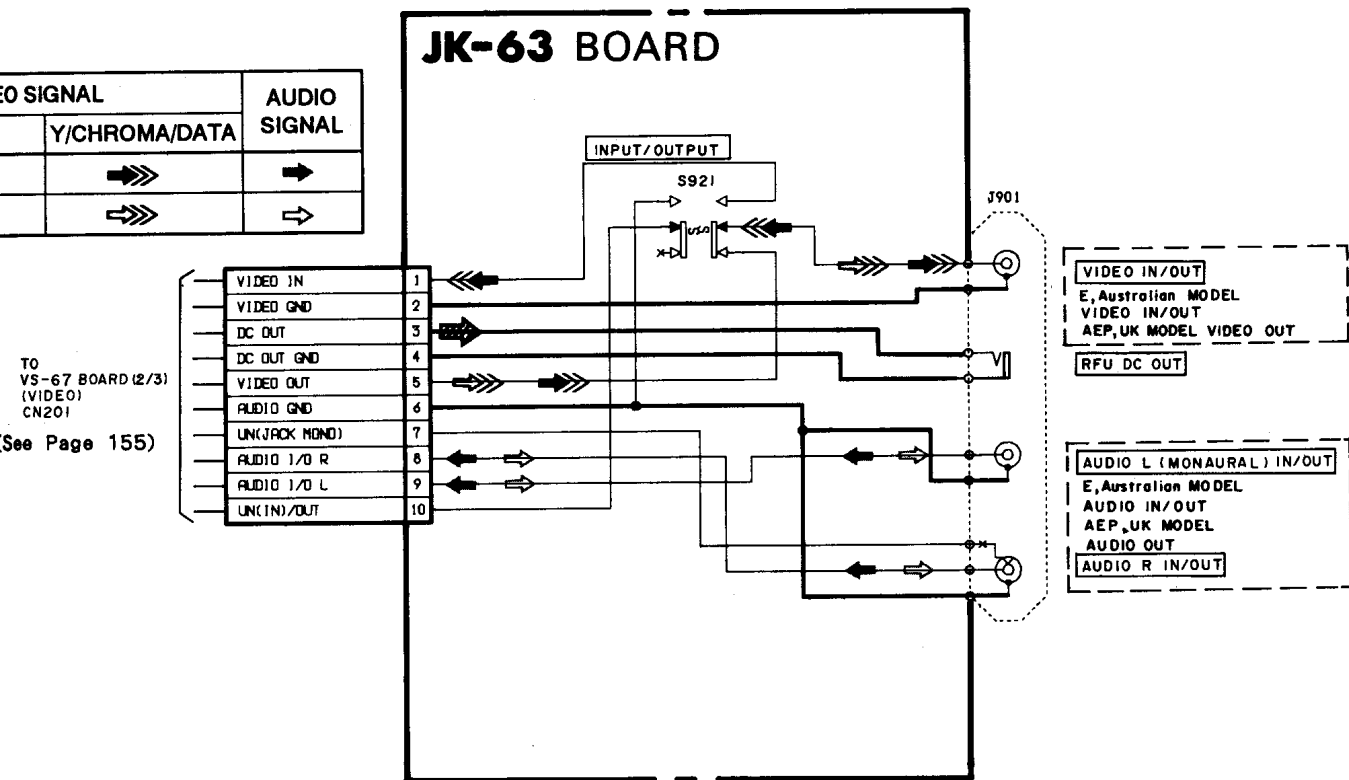 JK-63 BOARD
EO SIGNAL
AUDIO SIGNAL
Y/CHROMA/DATA
INPUT/OUTPUT
S921
J901
VIDEO IN 1
VIDEO GND 2
DC OUT 3
DC OUT GND 4
VIDEO OUT 5
AUDIO GND 6
UN(JACK MONO) 7
AUDIO I/O R 8
AUDIO I/O L 9
UN(IN)/OUT 10
TO
VS-67 BOARD (2/3)
(VIDEO)
CN201
(See Page 155)
VIDEO IN/OUT
E,Australian MODEL
VIDEO IN/OUT
AEP,UK MODEL VIDEO OUT
RFU DC OUT
AUDIO L (MONAURAL) IN/OUT
E,Australian MODEL
AUDIO IN/OUT
AEP,UK MODEL
AUDIO OUT
AUDIO R IN/OUT